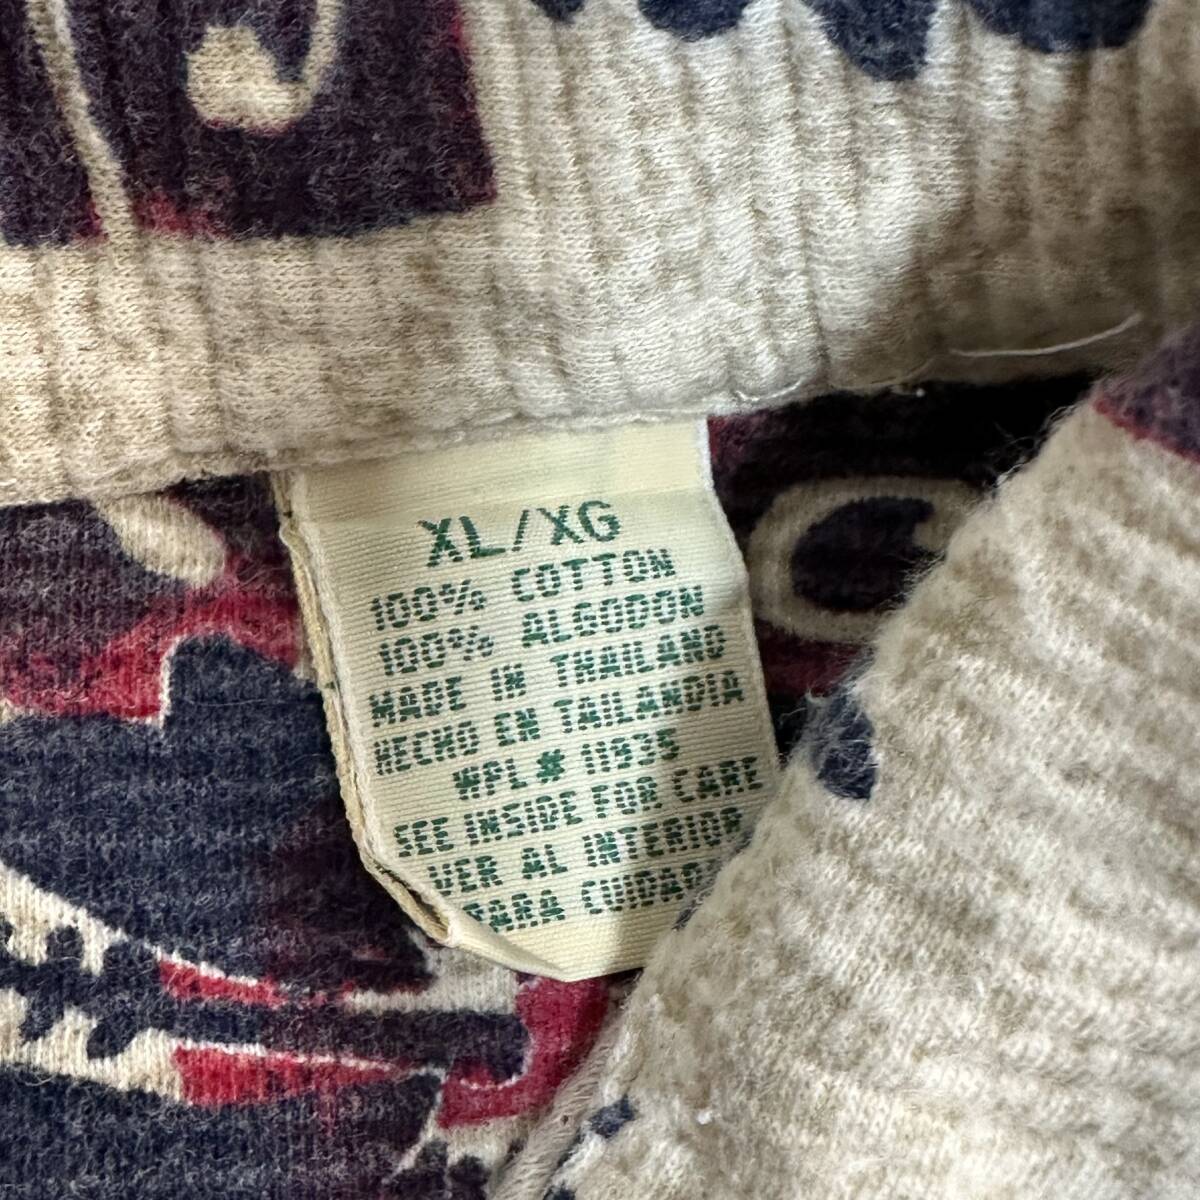 XL/XG
100% COTTON
100% ALGODON
MADE IN THAILAND
HECHO EN TAILANDIA
WPL# 11935
SEE INSIDE FOR CARE
VER AL INTERIOR
PARA CUIDADO